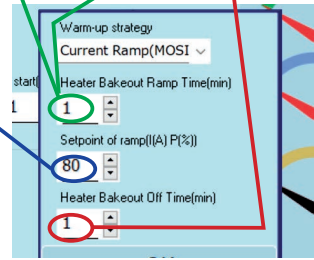 Warm-up strategy
Current Ramp(MOSI
start(
Heater Bakeout Ramp Time(min)
1
1
Setpoint of ramp(I(A) P(%))
80
Heater Bakeout Off Time(min)
1